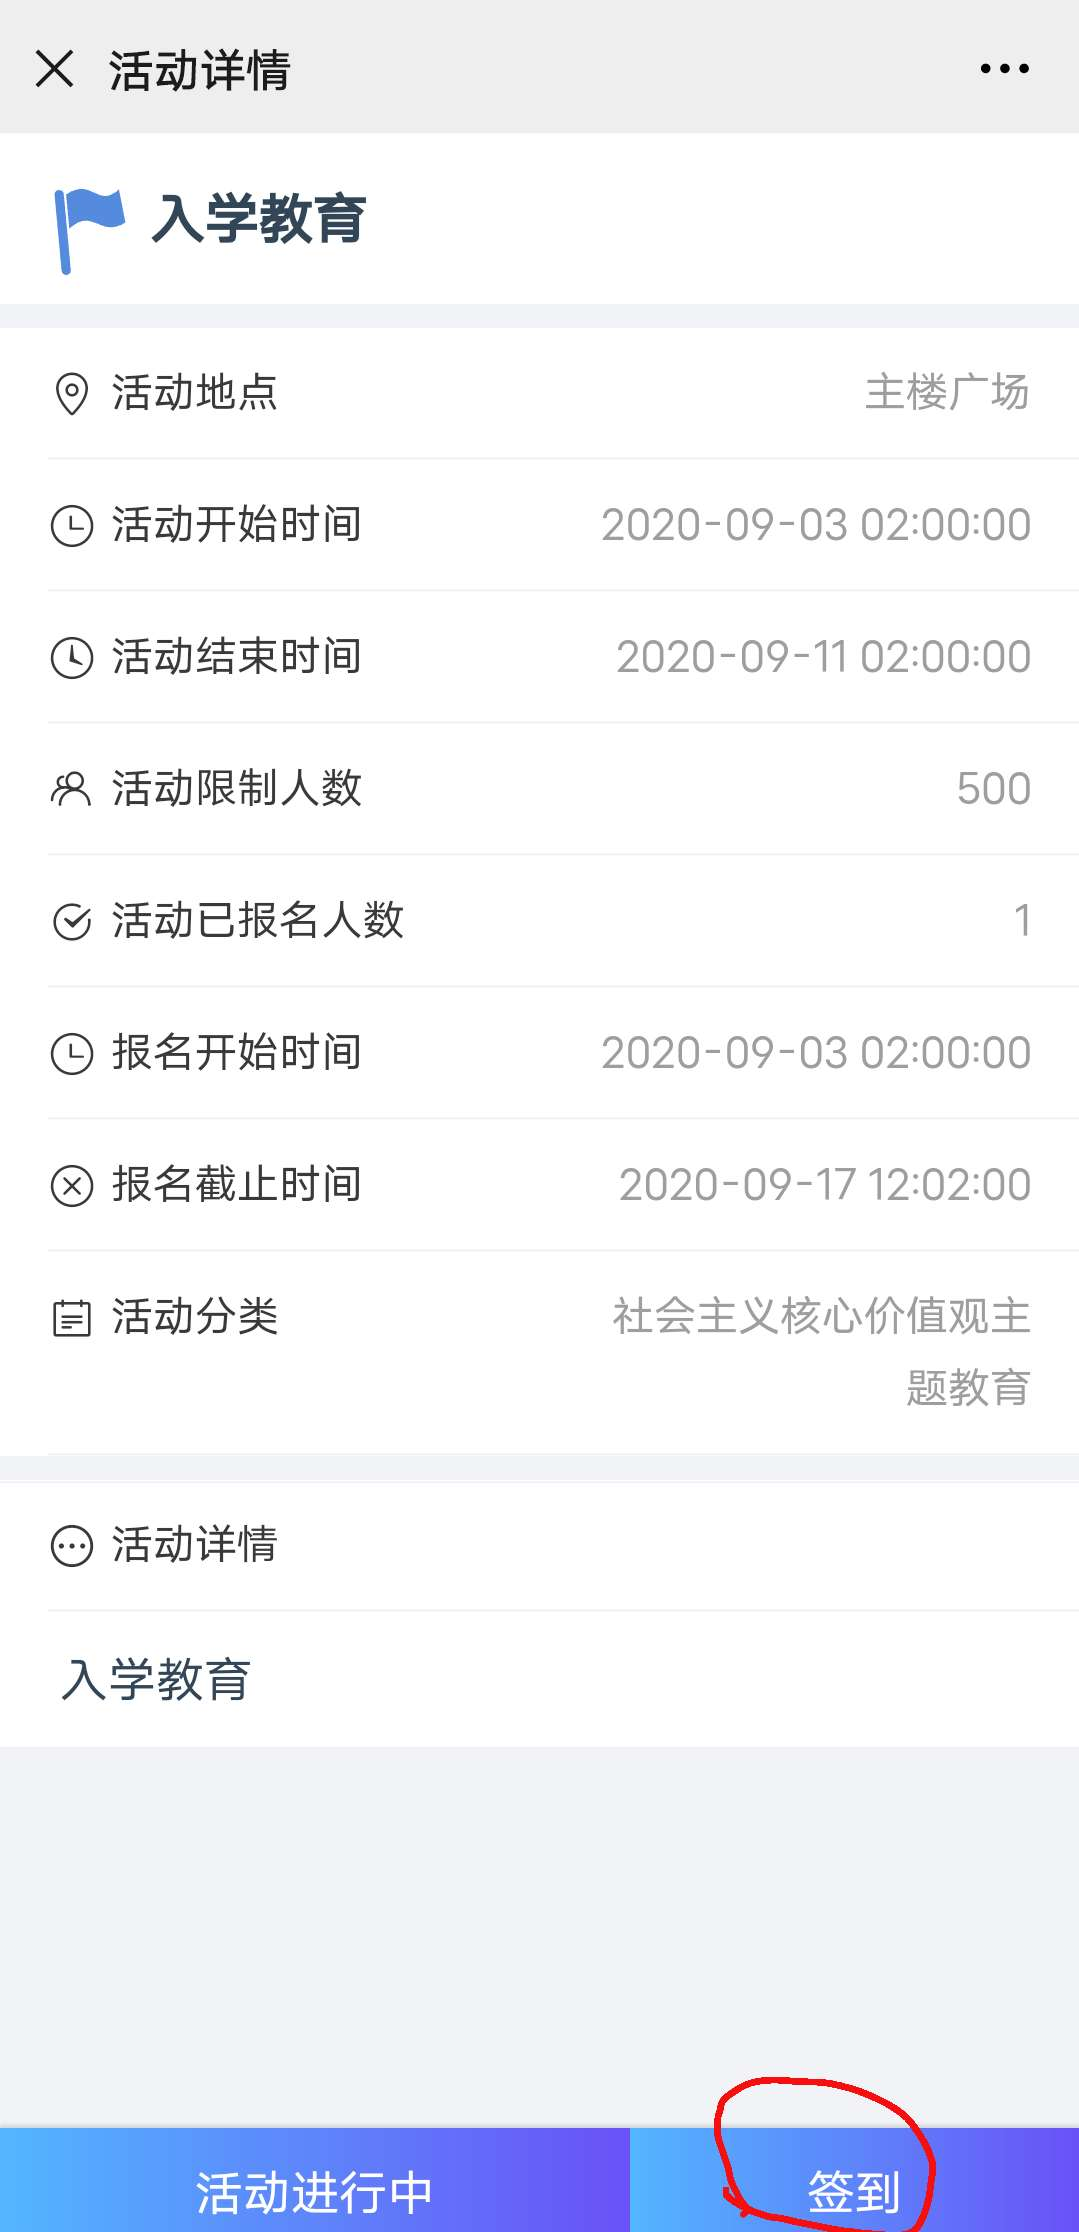 活动详情
入学教育
活动地点 主楼广场
活动开始时间 2020-09-03 02:00:00
活动结束时间 2020-09-11 02:00:00
活动限制人数 500
活动已报名人数 1
报名开始时间 2020-09-03 02:00:00
报名截止时间 2020-09-17 12:02:00
活动分类 社会主义核心价值观主
题教育
活动详情
入学教育
活动进行中 签到